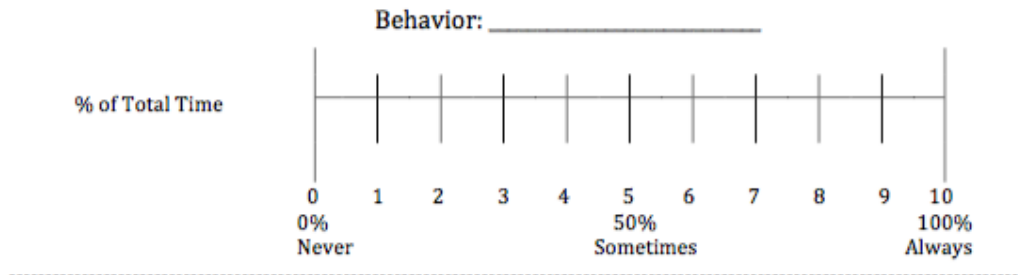 Behavior: ______________________
% of Total Time
0 1 2 3 4 5 6 7 8 9 10
0% 50% 100%
Never Sometimes Always